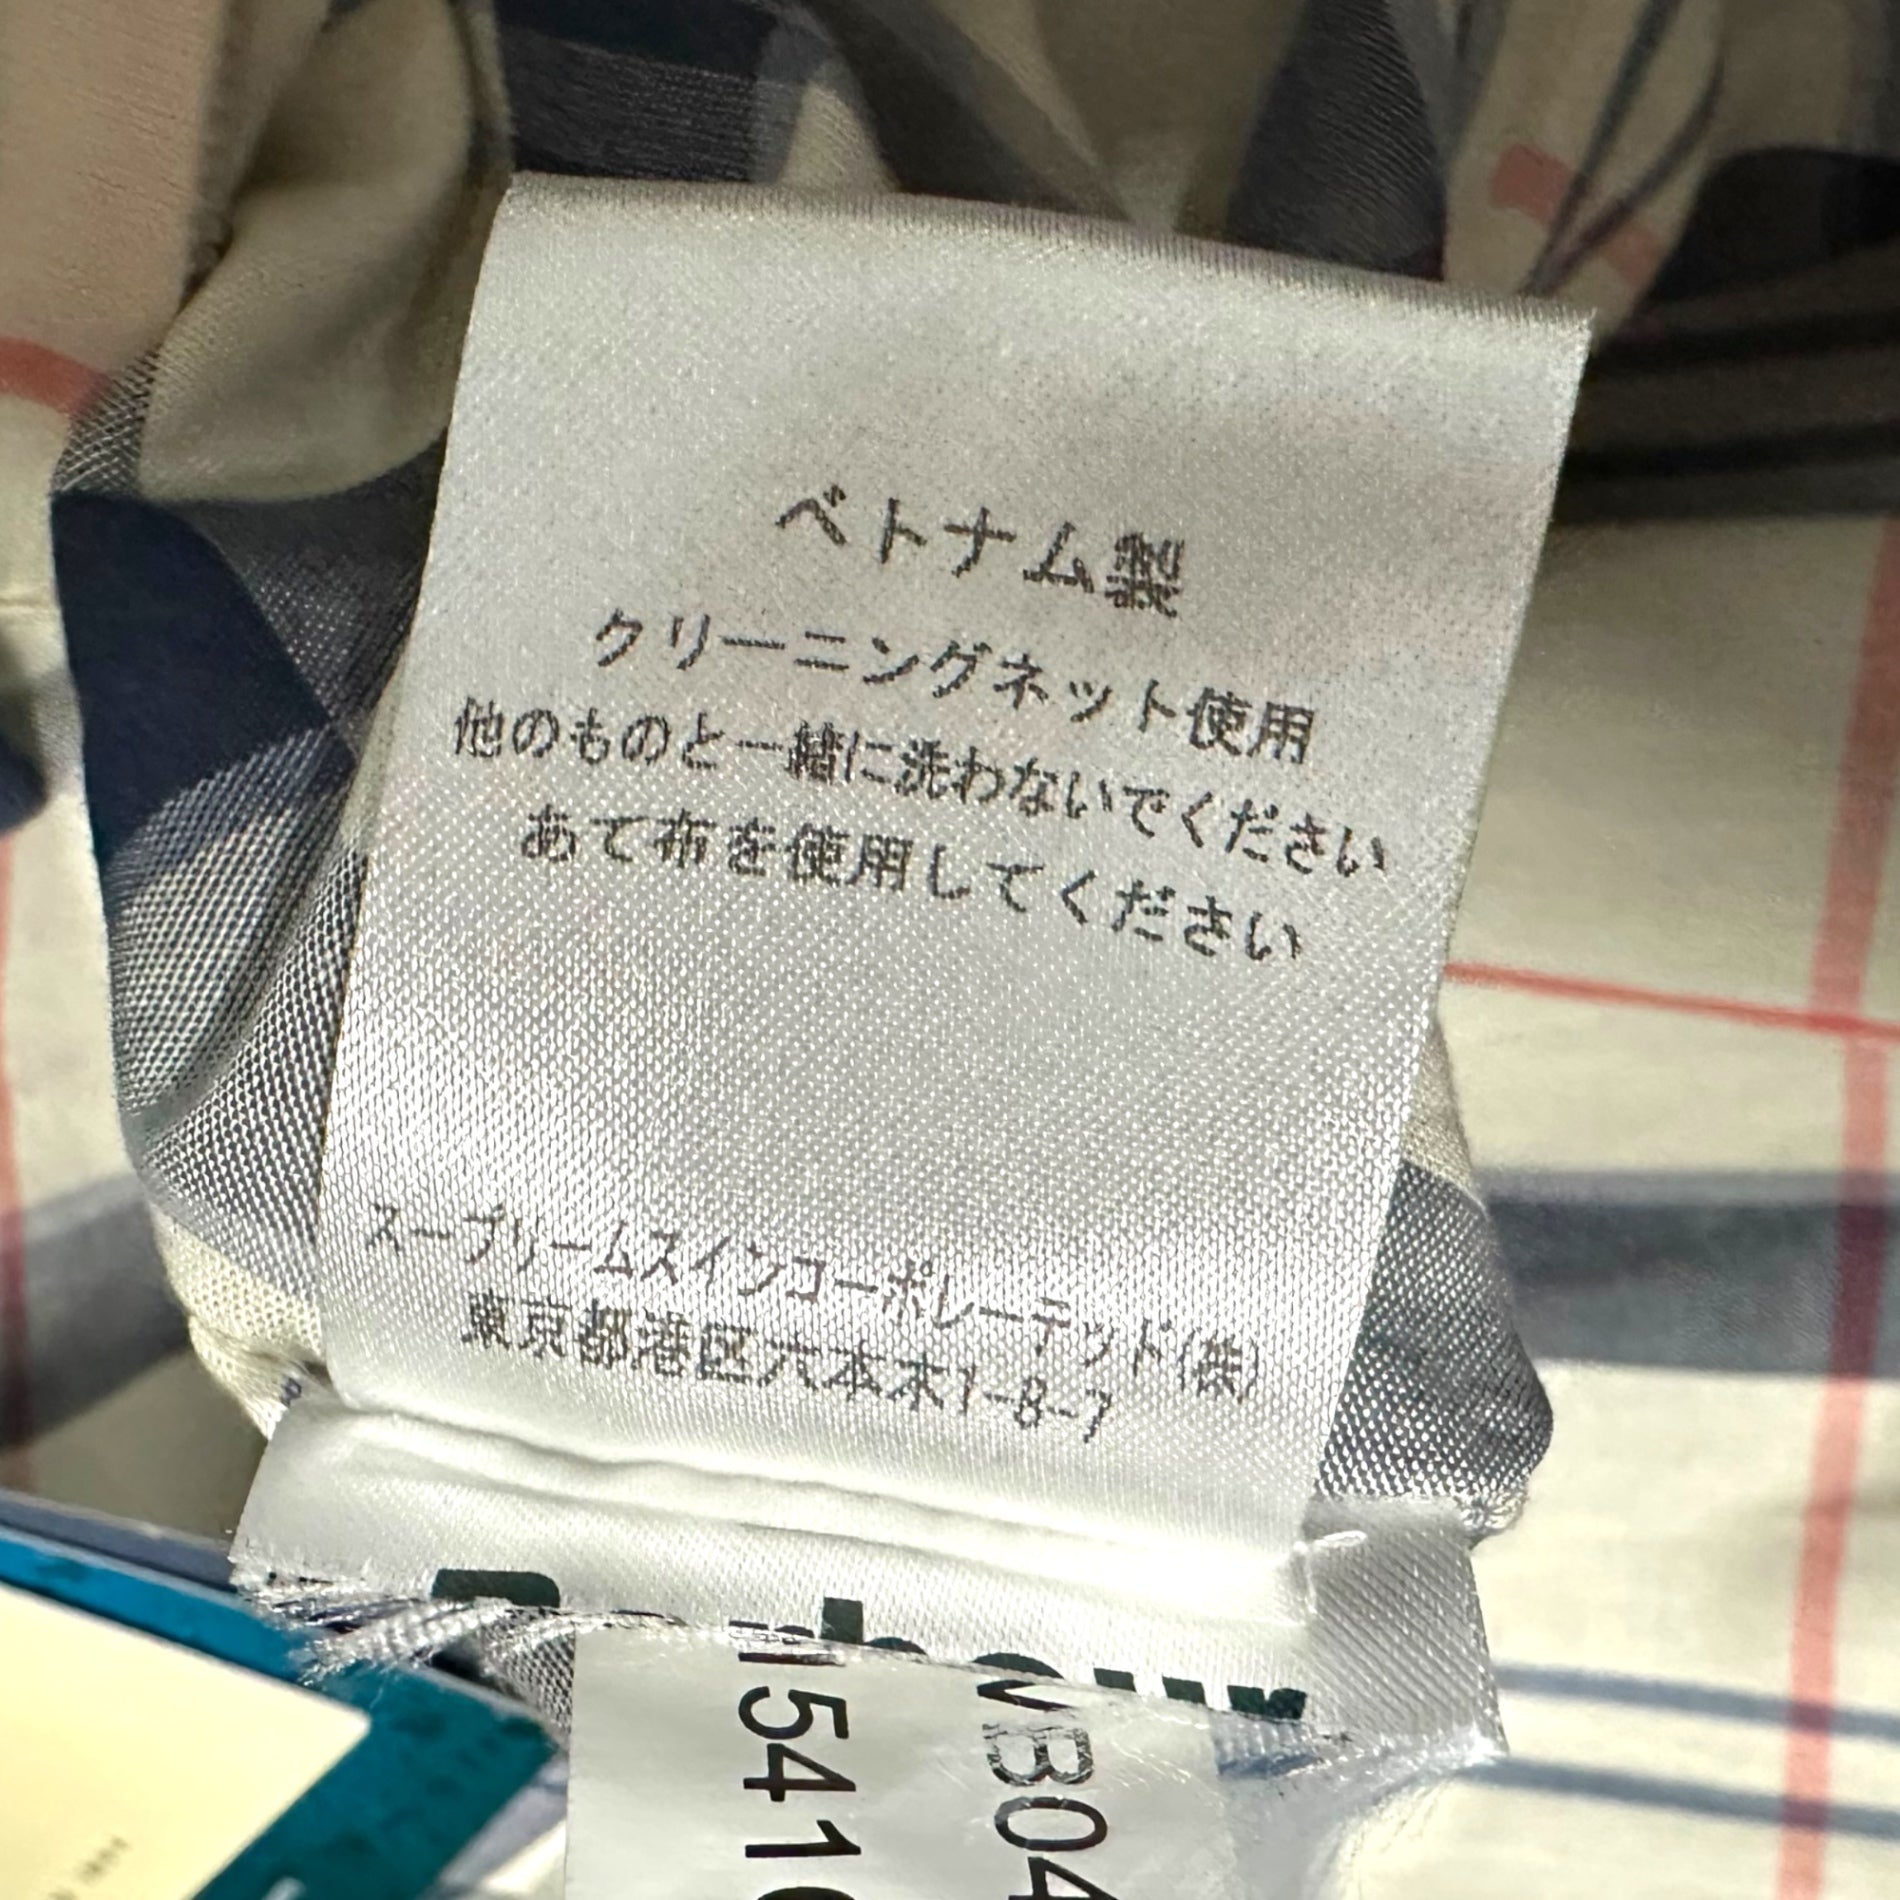 ベトナム製
クリーニングネット使用
他のものと一緒に洗わないでください
あて布を使用してください
スープリームスインコーポレーテッド(株)
東京都港区六本木1-8-7